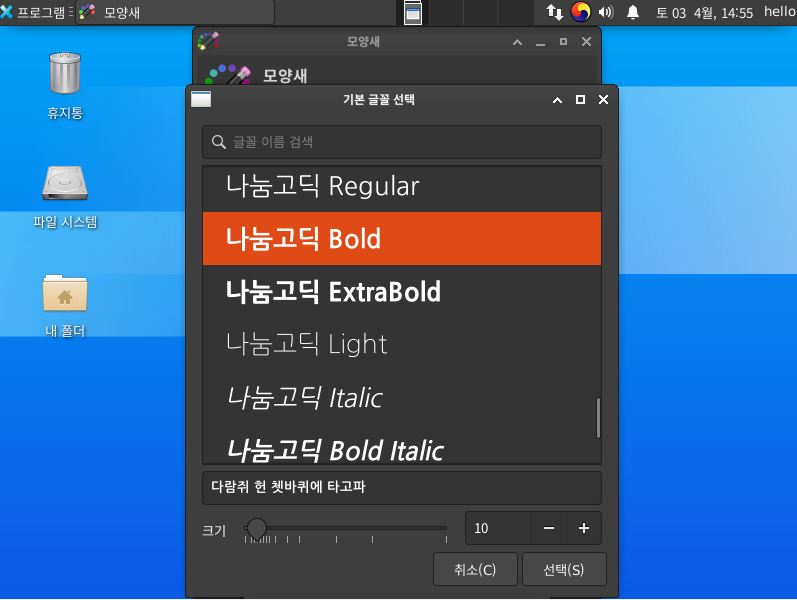 프로그램
모양새
토 03 4월, 14:55
hello
모양새
모양새
휴지통
파일 시스템
내 폴더
기본 글꼴 선택
글꼴 이름 검색
나눔고딕 Regular
나눔고딕 Bold
나눔고딕 ExtraBold
나눔고딕 Light
나눔고딕 Italic
나눔고딕 Bold Italic
다람쥐 헌 쳇바퀴에 타고파
크기
10
취소(C)
선택(S)